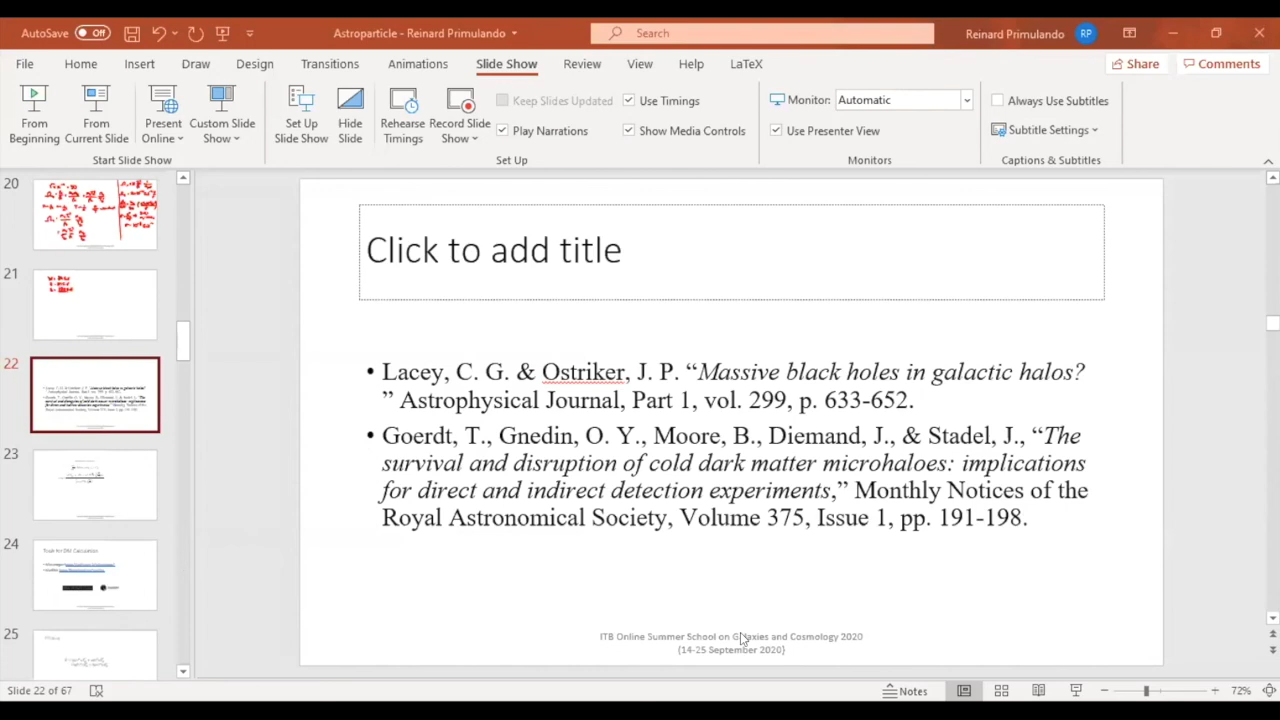 AutoSave Off
Astroparticle - Reinard Primulando
Search
Reinard Primulando RP
File Home Insert Draw Design Transitions Animations Slide Show Review View Help LaTeX Share Comments
From Beginning
From Current Slide
Present Online
Custom Slide Show
Set Up Slide Show
Hide Slide
Rehearse Timings
Record Slide Show
Keep Slides Updated
Play Narrations
Use Timings
Show Media Controls
Monitor: Automatic
Use Presenter View
Always Use Subtitles
Subtitle Settings
Start Slide Show
Set Up
Monitors
Captions & Subtitles
20
21
22
23
24
25
Click to add title
• Lacey, C. G. & Ostriker, J. P. “Massive black holes in galactic halos?
” Astrophysical Journal, Part 1, vol. 299, p. 633-652.
• Goerdt, T., Gnedin, O. Y., Moore, B., Diemand, J., & Stadel, J., “The
survival and disruption of cold dark matter microhaloes: implications
for direct and indirect detection experiments,” Monthly Notices of the
Royal Astronomical Society, Volume 375, Issue 1, pp. 191-198.
ITB Online Summer School on Galaxies and Cosmology 2020
(14-25 September 2020)
Slide 22 of 67
Notes
72%